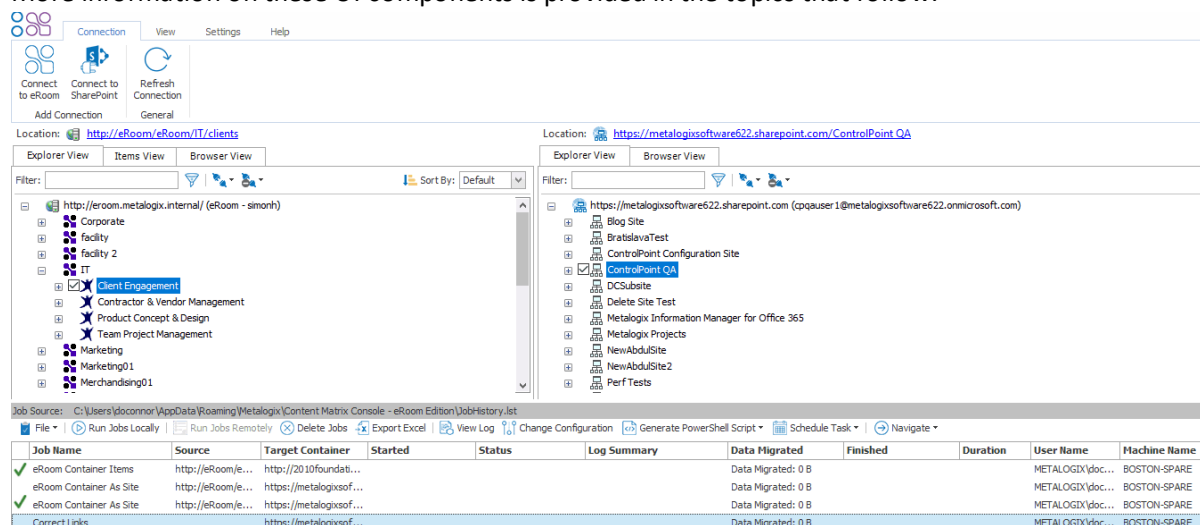 More information on these UI components is provided in the topics that follow.
Connection View Settings Help
Connect to eRoom
Connect to SharePoint
Refresh Connection
Add Connection General
Location: http://eRoom/eRoom/IT/clients
Explorer View Items View Browser View
Filter: Sort By: Default
http://eroom.metalogix.internal/ (eRoom - simonh)
Corporate
facility
facility 2
IT
Client Engagement
Contractor & Vendor Management
Product Concept & Design
Team Project Management
Marketing
Marketing01
Merchandising01
Location: https://metalogixsoftware622.sharepoint.com/ControlPoint QA
Explorer View Browser View
Filter:
https://metalogixsoftware622.sharepoint.com (cpqauser1@metalogixsoftware622.onmicrosoft.com)
Blog Site
BratislavaTest
ControlPoint Configuration Site
ControlPoint QA
DCSubsite
Delete Site Test
Metalogix Information Manager for Office 365
Metalogix Projects
NewAbdulSite
NewAbdulSite2
Perf Tests
Job Source: C:\Users\doconnor\AppData\Roaming\Metalogix\Content Matrix Console - eRoom Edition\JobHistory.lst
File Run Jobs Locally Run Jobs Remotely Delete Jobs Export Excel View Log Change Configuration Generate PowerShell Script Schedule Task Navigate
Job Name Source Target Container Started Status Log Summary Data Migrated Finished Duration User Name Machine Name
eRoom Container Items http://eRoom/e... http://2010foundati... Data Migrated: 0 B METALOGIX\doc... BOSTON-SPARE
eRoom Container As Site http://eRoom/e... https://metalogixsof... Data Migrated: 0 B METALOGIX\doc... BOSTON-SPARE
eRoom Container As Site http://eRoom/e... https://metalogixsof... Data Migrated: 0 B METALOGIX\doc... BOSTON-SPARE
Correct Links https://metalogixsof... Data Migrated: 0 B METALOGIX\doc... BOSTON-SPARE